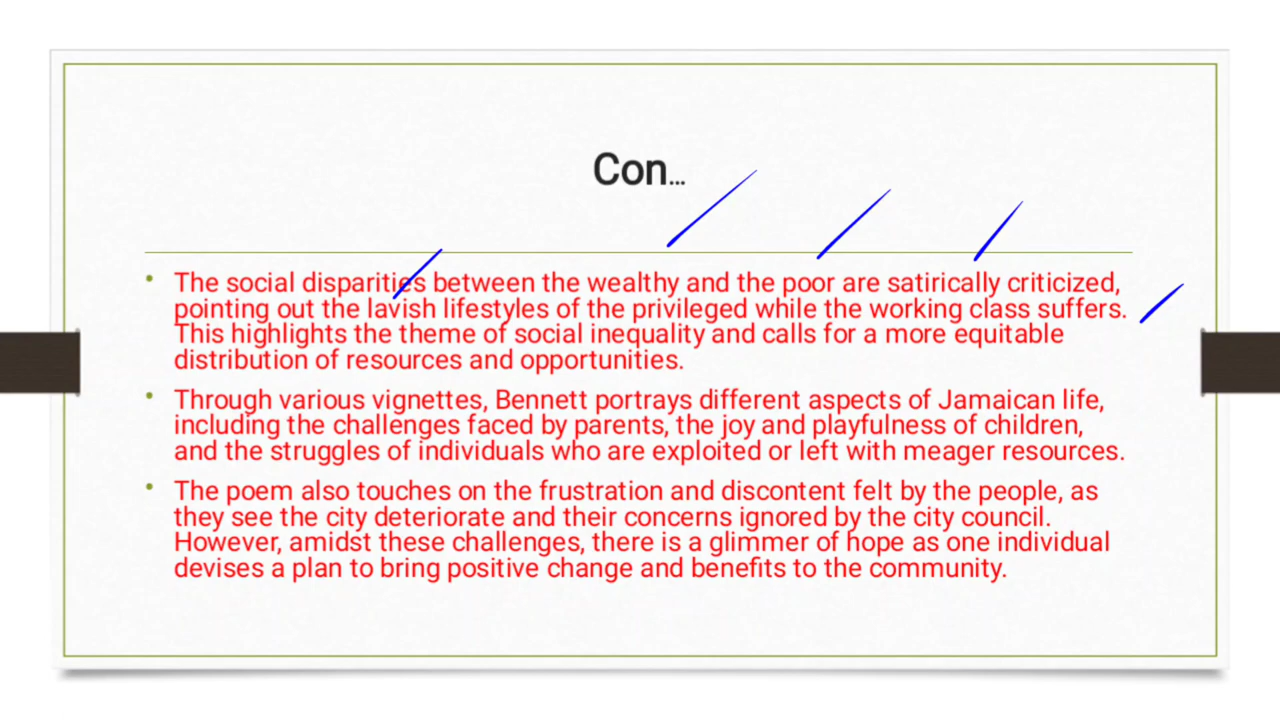 Con...
• The social disparities between the wealthy and the poor are satirically criticized,
pointing out the lavish lifestyles of the privileged while the working class suffers.
This highlights the theme of social inequality and calls for a more equitable
distribution of resources and opportunities.
• Through various vignettes, Bennett portrays different aspects of Jamaican life,
including the challenges faced by parents, the joy and playfulness of children,
and the struggles of individuals who are exploited or left with meager resources.
• The poem also touches on the frustration and discontent felt by the people, as
they see the city deteriorate and their concerns ignored by the city council.
However, amidst these challenges, there is a glimmer of hope as one individual
devises a plan to bring positive change and benefits to the community.